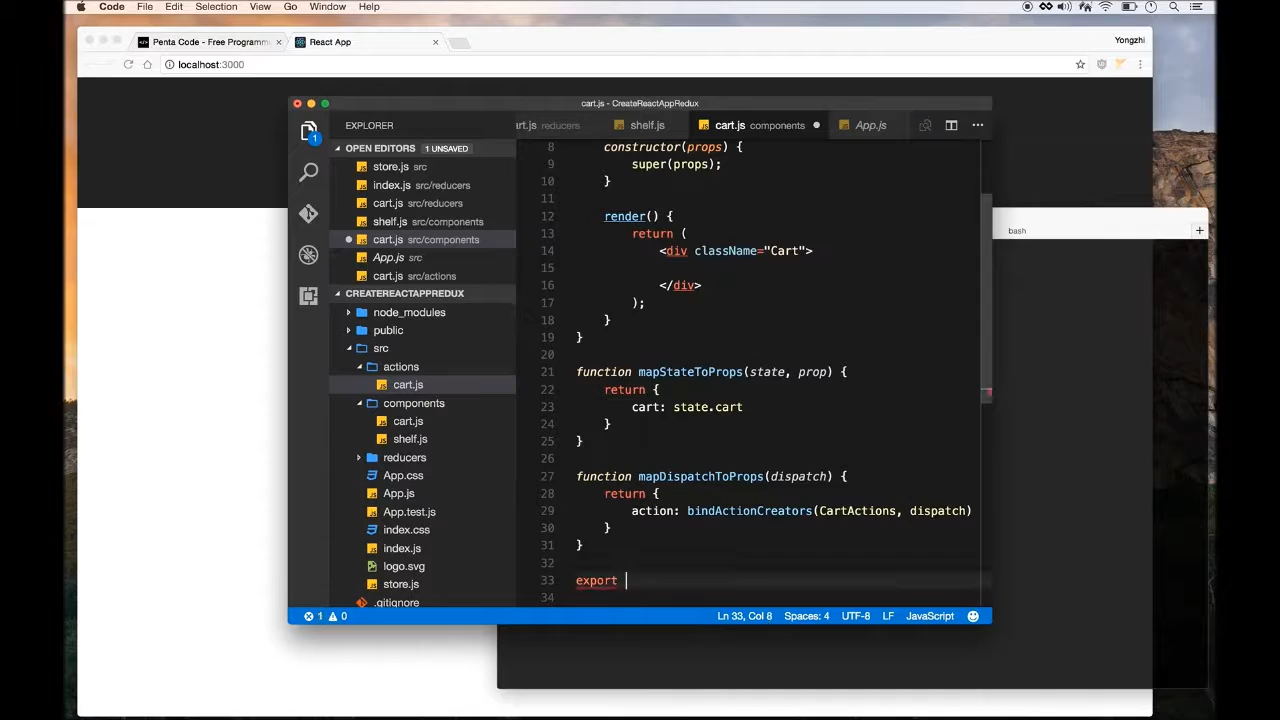 Code File Edit Selection View Go Window Help
Penta Code - Free Programm
React App
Yongzhi
localhost:3000
cart.js - CreateReactAppRedux
EXPLORER
art.js reducers
shelf.js
cart.js components
App.js
1
OPEN EDITORS 1 UNSAVED
store.js src
index.js src/reducers
cart.js src/reducers
shelf.js src/components
cart.js src/components
App.js src
cart.js src/actions
CREATEREACTAPPREDUX
node_modules
public
src
actions
cart.js
components
cart.js
shelf.js
reducers
App.css
App.js
App.test.js
index.css
index.js
logo.svg
store.js
.gitignore
8 constructor(props) {
9 super(props);
10 }
11
12 render() {
13 return (
14 <div className="Cart">
15
16 </div>
17 );
18 }
19 }
20
21 function mapStateToProps(state, prop) {
22 return {
23 cart: state.cart
24 }
25 }
26
27 function mapDispatchToProps(dispatch) {
28 return {
29 action: bindActionCreators(CartActions, dispatch)
30 }
31 }
32
33 export
34
bash
+
1 0
Ln 33, Col 8 Spaces: 4 UTF-8 LF JavaScript